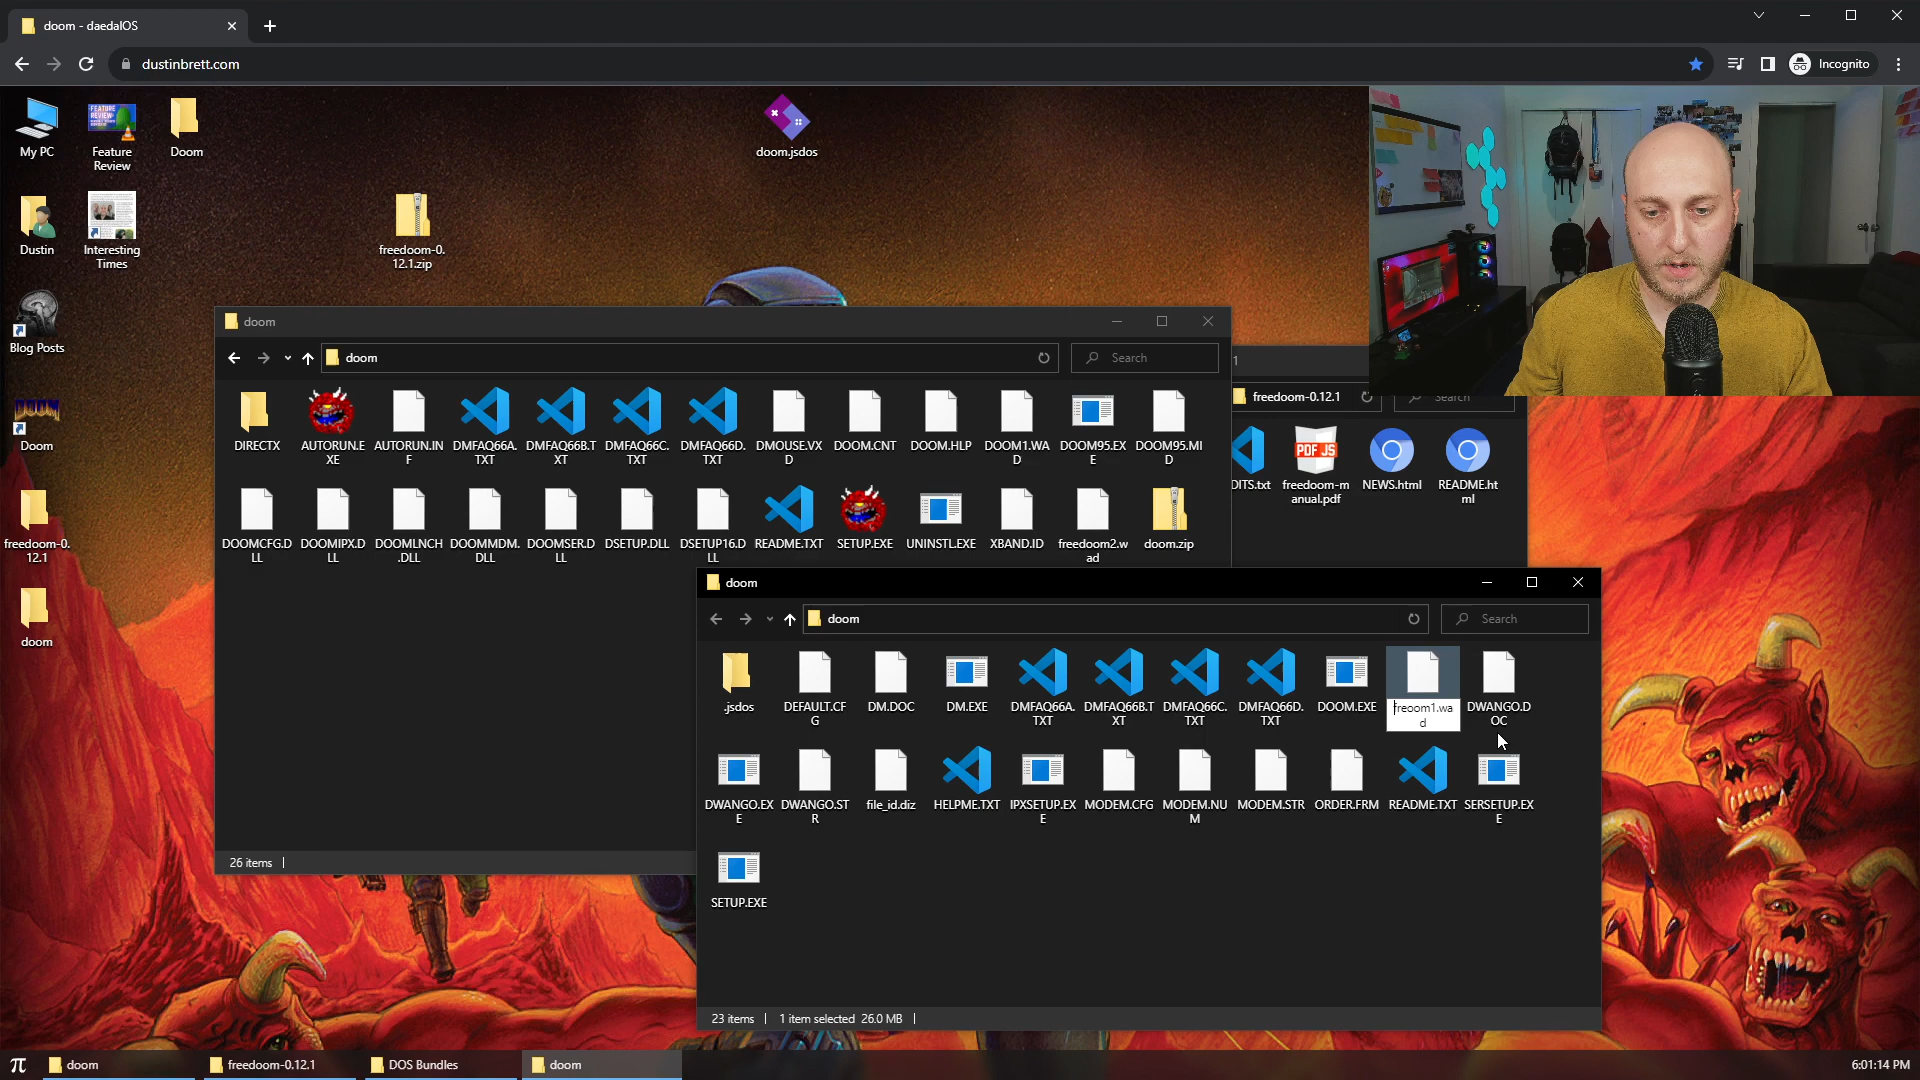 doom - daedalOS
dustinbrett.com
Incognito
My PC
FEATURE
REVIEW
Feature
Review
Doom
doom.jsdos
Dustin
Interesting
Times
freedoom-0.
12.1.zip
Blog Posts
DOOM
Doom
freedoom-0.
12.1
doom
doom
doom
Search
DIRECTX
AUTORUN.E
XE
AUTORUN.IN
F
DMFAQ66A.
TXT
DMFAQ66B.T
XT
DMFAQ66C.
TXT
DMFAQ66D.
TXT
DMOUSE.VX
D
DOOM.CNT
DOOM.HLP
DOOM1.WA
D
DOOM95.EX
E
DOOM95.MI
D
DOOMCFG.D
LL
DOOMIPX.D
LL
DOOMLNCH
.DLL
DOOMMDM.
DLL
DOOMSER.D
LL
DSETUP.DLL
DSETUP16.D
LL
README.TXT
SETUP.EXE
UNINSTL.EXE
XBAND.ID
freedoom2.w
ad
doom.zip
26 items
1
freedoom-0.12.1
Search
DITS.txt
PDF JS
freedoom-m
anual.pdf
NEWS.html
README.ht
ml
doom
doom
Search
.jsdos
DEFAULT.CF
G
DM.DOC
DM.EXE
DMFAQ66A.
TXT
DMFAQ66B.T
XT
DMFAQ66C.
TXT
DMFAQ66D.
TXT
DOOM.EXE
freoom1.wa
d
DWANGO.D
OC
DWANGO.EX
E
DWANGO.ST
R
file_id.diz
HELPME.TXT
IPXSETUP.EX
E
MODEM.CFG
MODEM.NU
M
MODEM.STR
ORDER.FRM
README.TXT
SERSETUP.EX
E
SETUP.EXE
23 items
1 item selected 26.0 MB
doom
freedoom-0.12.1
DOS Bundles
doom
6:01:14 PM